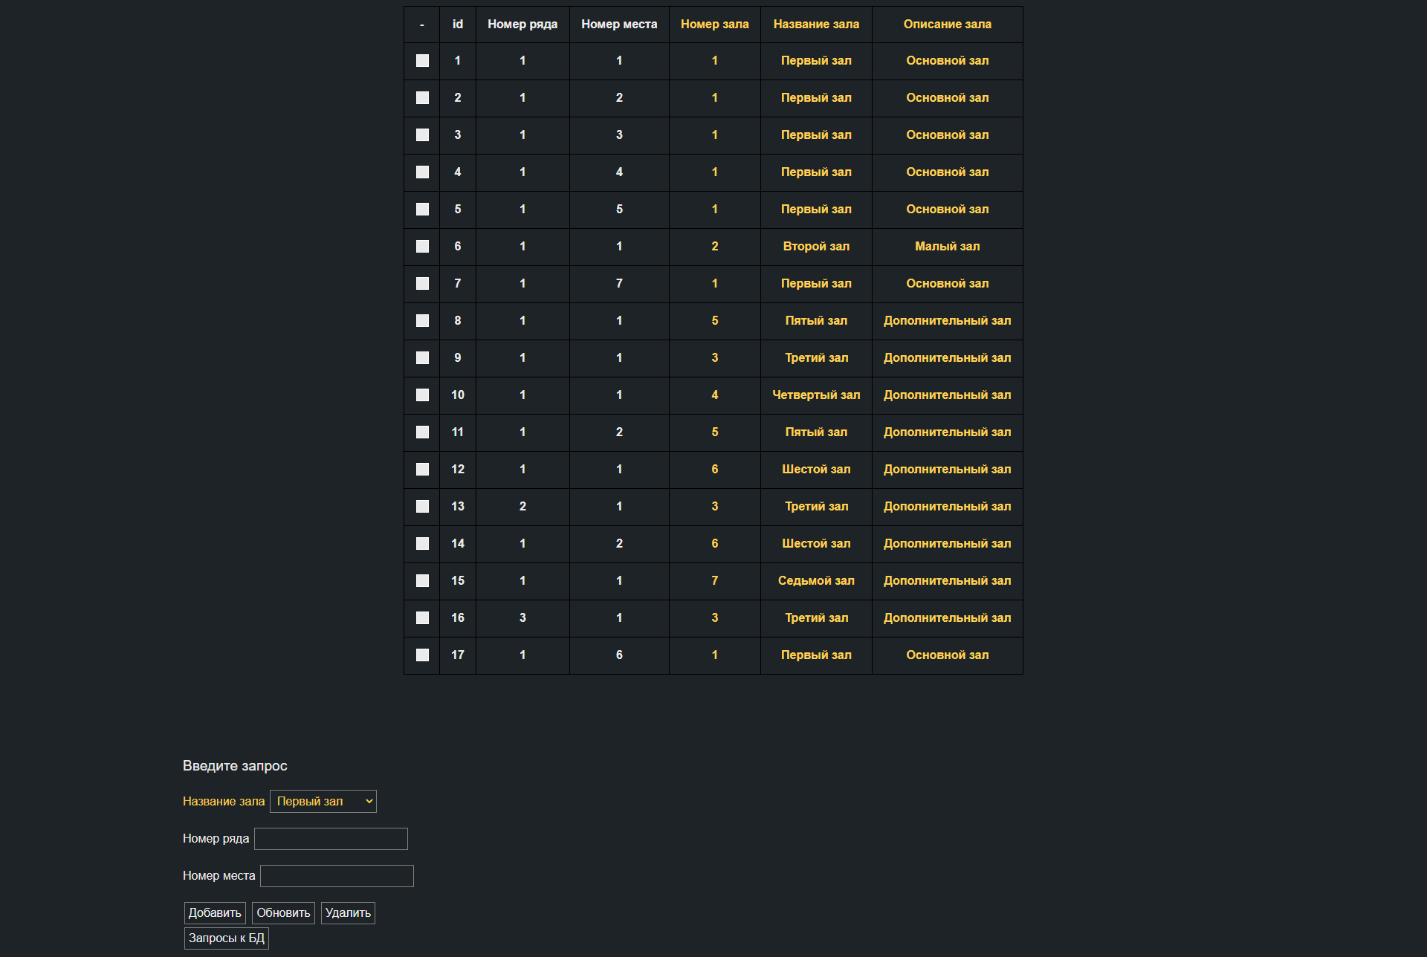 - id Номер ряда Номер места Номер зала Название зала Описание зала
1 1 1 1 Первый зал Основной зал
2 1 2 1 Первый зал Основной зал
3 1 3 1 Первый зал Основной зал
4 1 4 1 Первый зал Основной зал
5 1 5 1 Первый зал Основной зал
6 1 1 2 Второй зал Малый зал
7 1 7 1 Первый зал Основной зал
8 1 1 5 Пятый зал Дополнительный зал
9 1 1 3 Третий зал Дополнительный зал
10 1 1 4 Четвертый зал Дополнительный зал
11 1 2 5 Пятый зал Дополнительный зал
12 1 1 6 Шестой зал Дополнительный зал
13 2 1 3 Третий зал Дополнительный зал
14 1 2 6 Шестой зал Дополнительный зал
15 1 1 7 Седьмой зал Дополнительный зал
16 3 1 3 Третий зал Дополнительный зал
17 1 6 1 Первый зал Основной зал
Введите запрос
Название зала Первый зал
Номер ряда
Номер места
Добавить Обновить Удалить
Запросы к БД